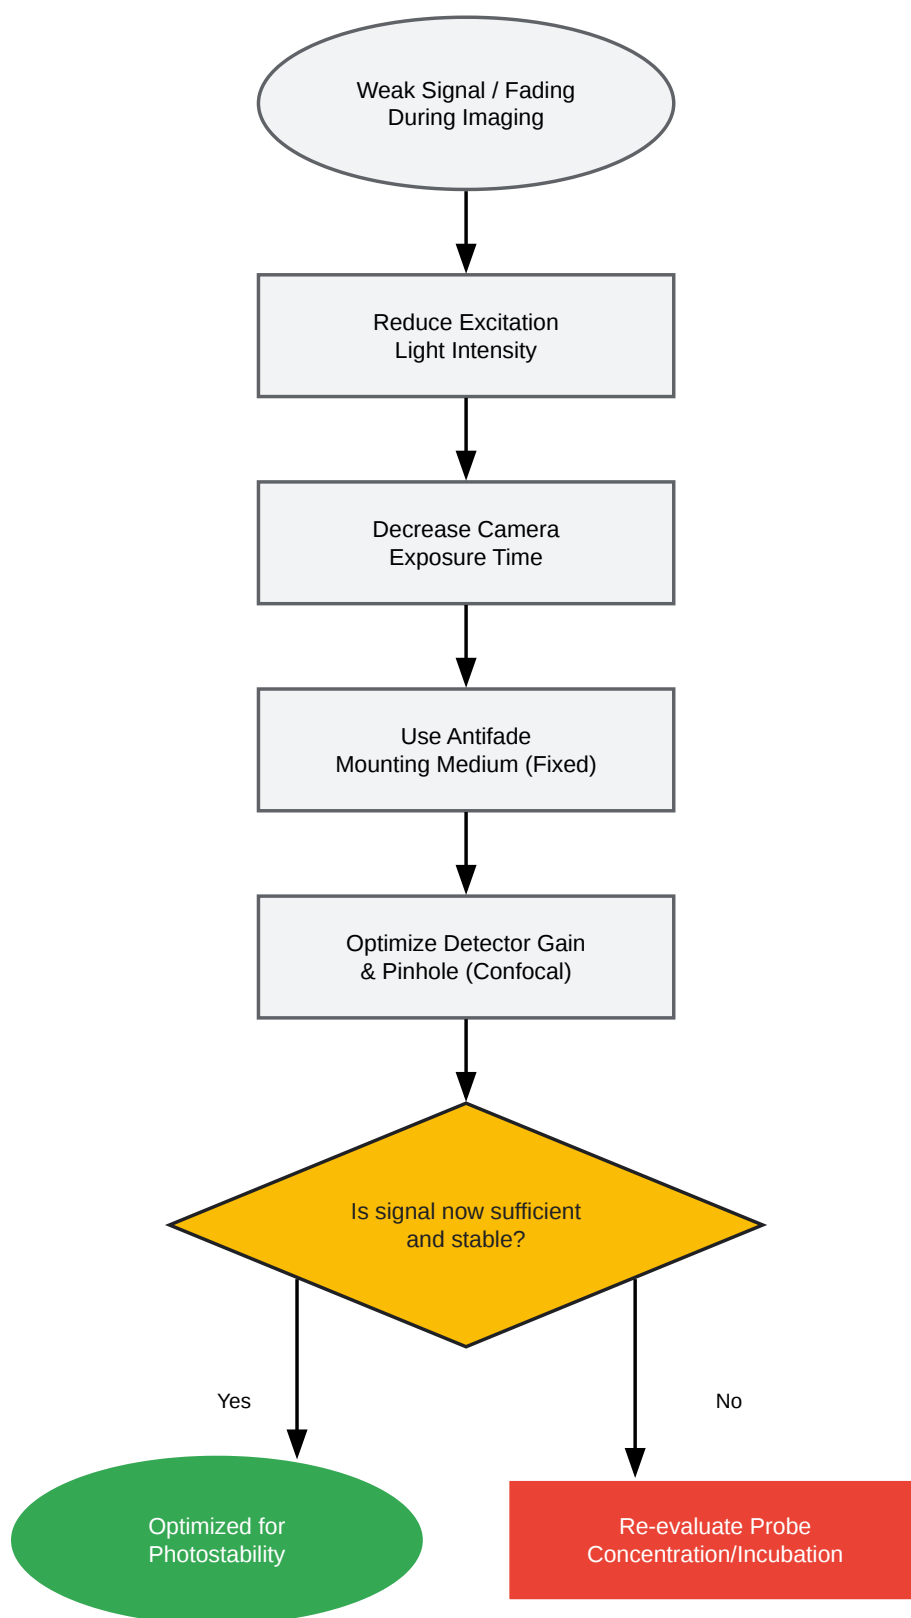 Weak Signal / Fading
During Imaging
Reduce Excitation
Light Intensity
Decrease Camera
Exposure Time
Use Antifade
Mounting Medium (Fixed)
Optimize Detector Gain
& Pinhole (Confocal)
Is signal now sufficient
and stable?
Yes
No
Optimized for
Photostability
Re-evaluate Probe
Concentration/Incubation